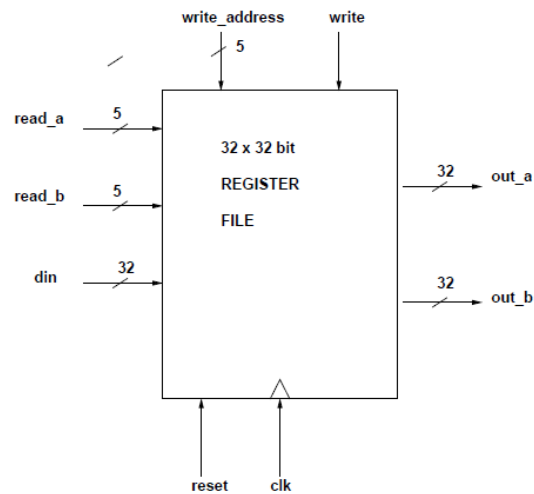 write_address write
5
read_a 5
32 x 32 bit
32 out_a
REGISTER
read_b 5
FILE
din 32
32 out_b
reset clk